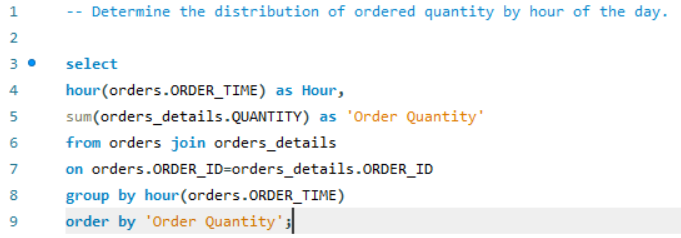 1 -- Determine the distribution of ordered quantity by hour of the day.
2
3 select
4 hour(orders.ORDER_TIME) as Hour,
5 sum(orders_details.QUANTITY) as 'Order Quantity'
6 from orders join orders_details
7 on orders.ORDER_ID=orders_details.ORDER_ID
8 group by hour(orders.ORDER_TIME)
9 order by 'Order Quantity';